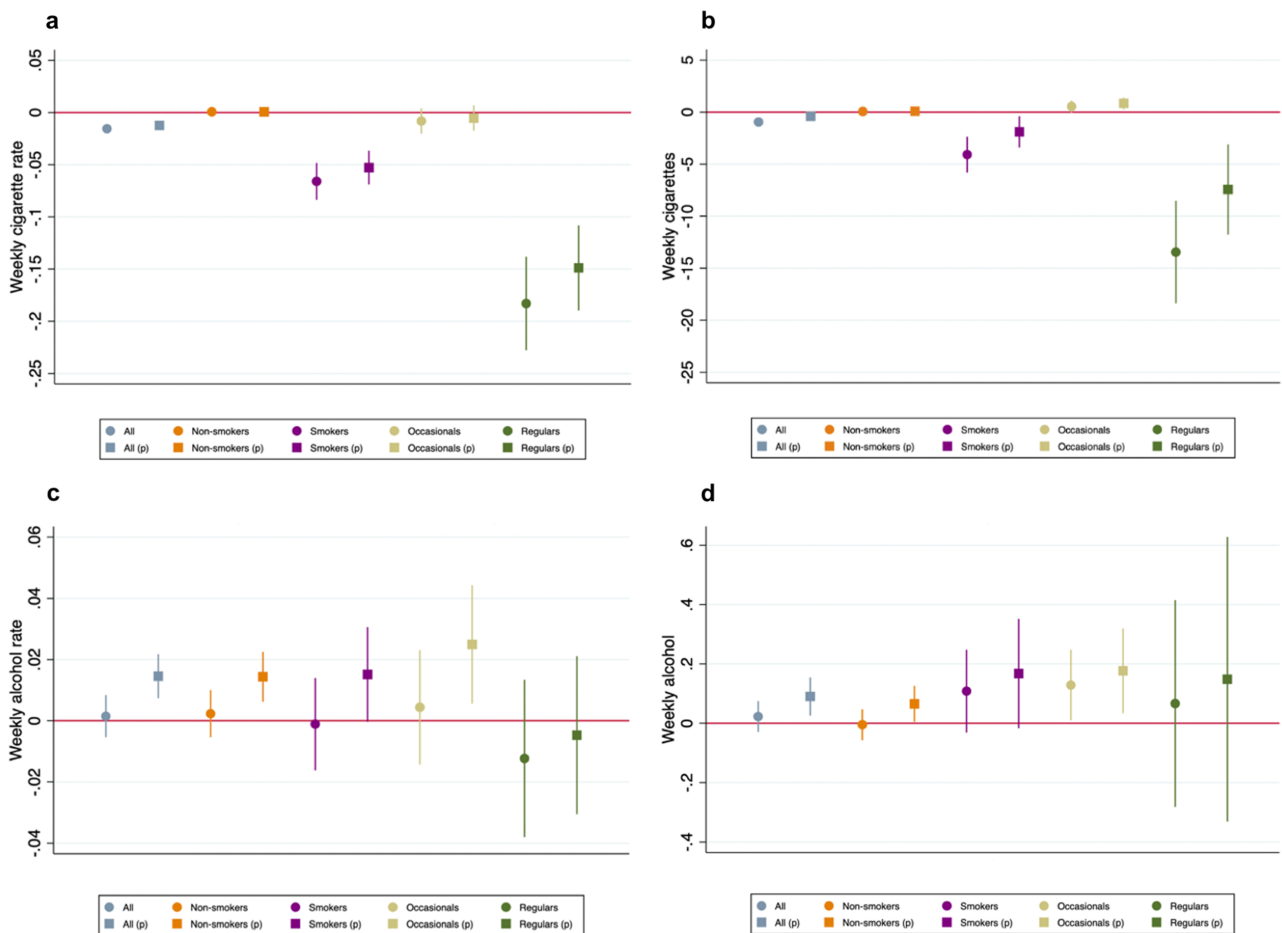 a
Weekly cigarette rate
.05
0
-.05
-.1
-.15
-.2
-.25
All Non-smokers Smokers Occasionals Regulars
All (p) Non-smokers (p) Smokers (p) Occasionals (p) Regulars (p)
b
Weekly cigarettes
5
0
-5
-10
-15
-20
-25
All Non-smokers Smokers Occasionals Regulars
All (p) Non-smokers (p) Smokers (p) Occasionals (p) Regulars (p)
c
Weekly alcohol rate
.06
.04
.02
0
-.02
-.04
All Non-smokers Smokers Occasionals Regulars
All (p) Non-smokers (p) Smokers (p) Occasionals (p) Regulars (p)
d
Weekly alcohol
.6
.4
.2
0
-.2
-.4
All Non-smokers Smokers Occasionals Regulars
All (p) Non-smokers (p) Smokers (p) Occasionals (p) Regulars (p)